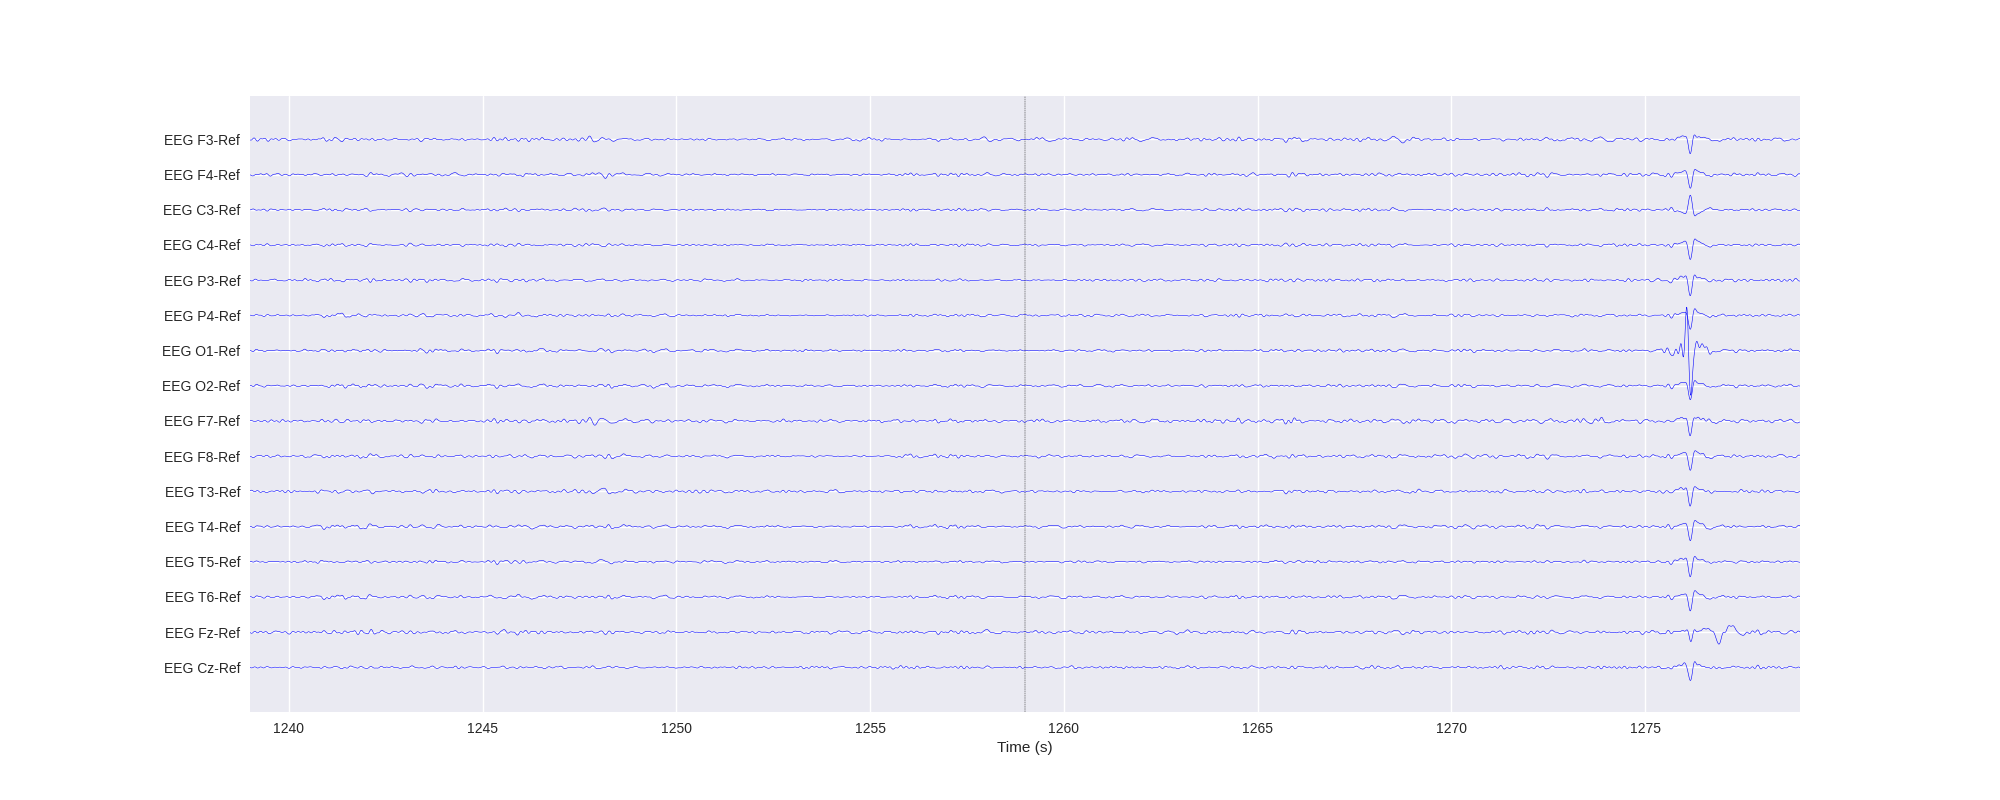 EEG F3-Ref
EEG F4-Ref
EEG C3-Ref
EEG C4-Ref
EEG P3-Ref
EEG P4-Ref
EEG O1-Ref
EEG O2-Ref
EEG F7-Ref
EEG F8-Ref
EEG T3-Ref
EEG T4-Ref
EEG T5-Ref
EEG T6-Ref
EEG Fz-Ref
EEG Cz-Ref
1240 1245 1250 1255 1260 1265 1270 1275
Time (s)